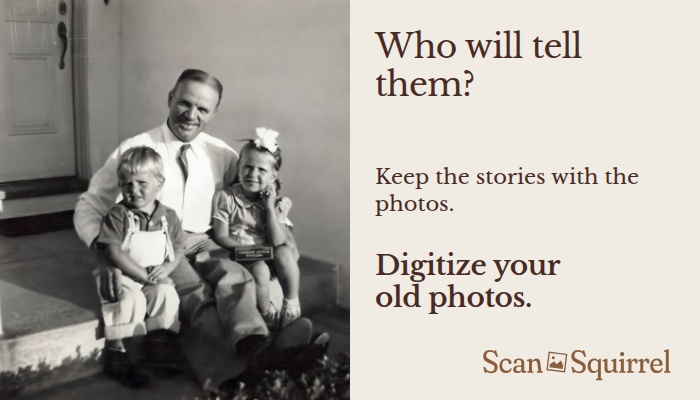 Who will tell
them?
Keep the stories with the
photos.
Digitize your
old photos.
Scan Squirrel